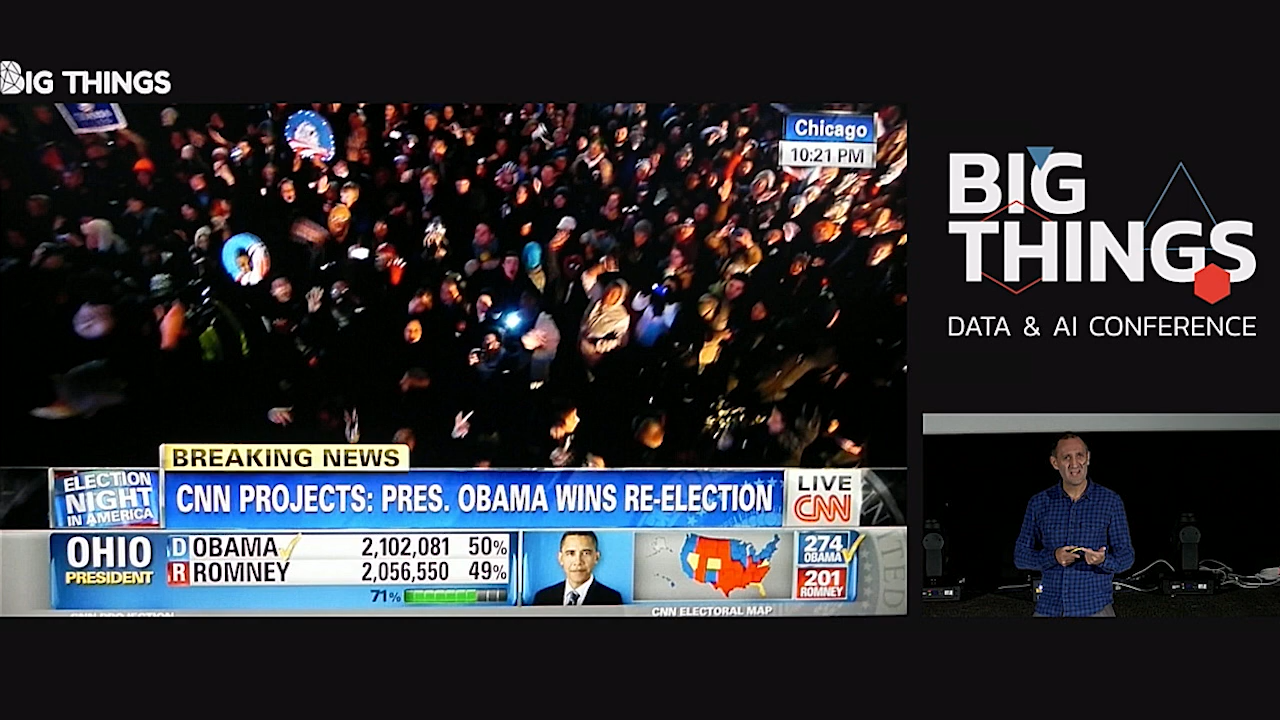 BIG THINGS
Chicago
10:21 PM
BREAKING NEWS
ELECTION
NIGHT
IN AMERICA
CNN PROJECTS: PRES. OBAMA WINS RE-ELECTION
LIVE
CNN
OHIO
PRESIDENT
D OBAMA 2,102,081 50%
R ROMNEY 2,056,550 49%
71%
274
OBAMA
201
ROMNEY
CNN PROJECTION
CNN ELECTORAL MAP
BIG
THINGS
DATA & AI CONFERENCE